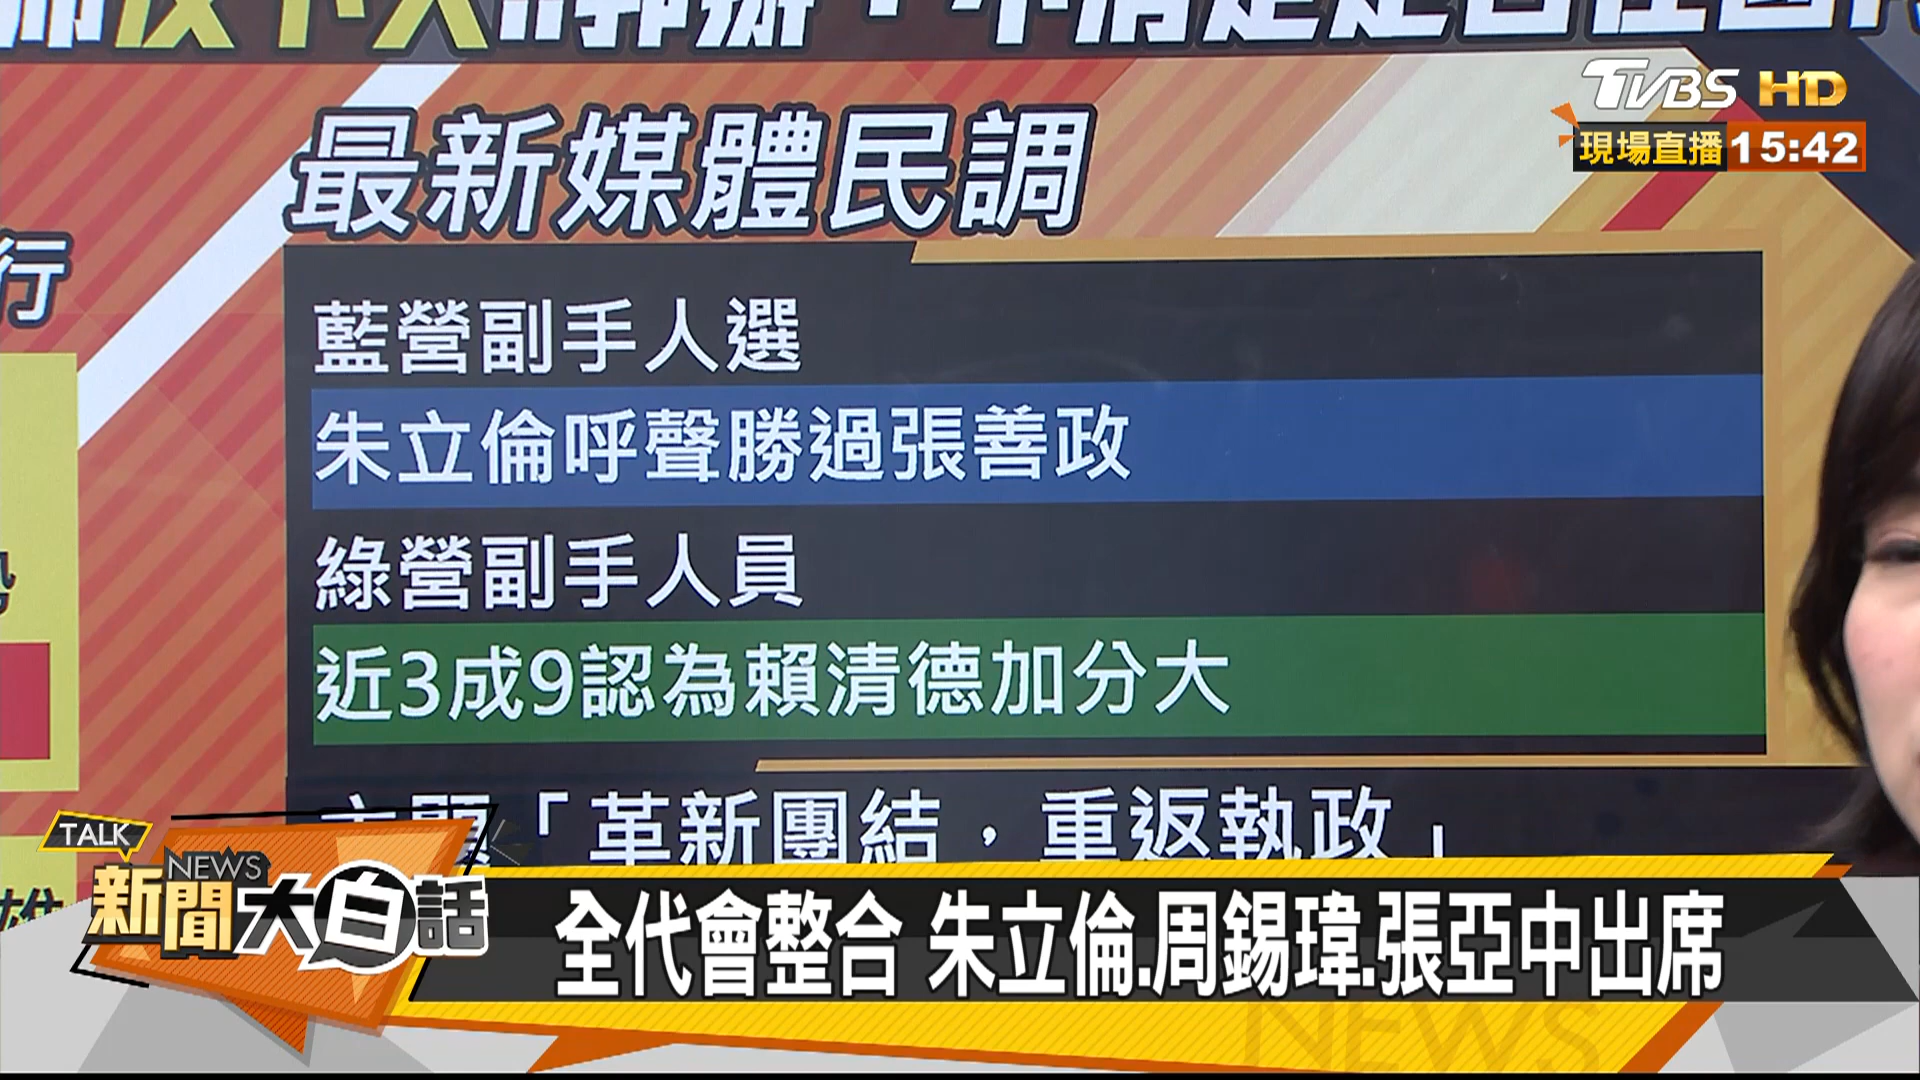 TVBS HD
現場直播 15:42
最新媒體民調
行
藍營副手人選
朱立倫呼聲勝過張善政
綠營副手人員
近3成9認為賴清德加分大
主題「革新團結，重返執政」
TALK
NEWS
新聞大白話
全代會整合 朱立倫.周錫瑋.張亞中出席
NEWS